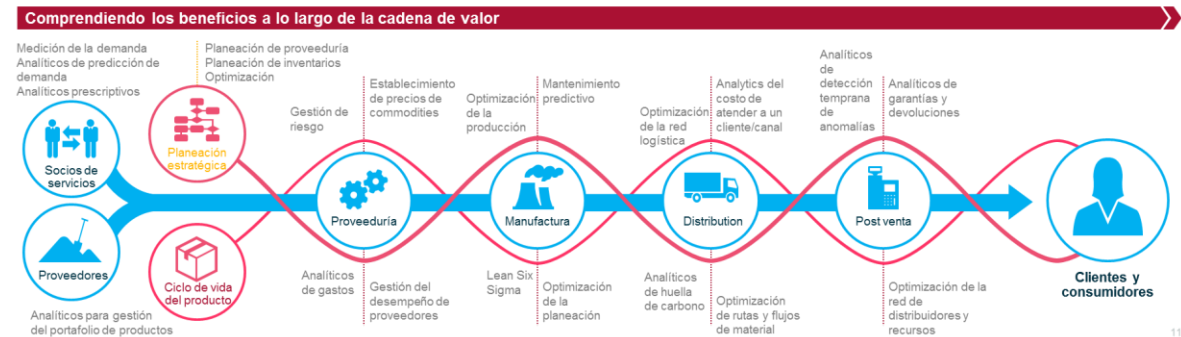 Comprendiendo los beneficios a lo largo de la cadena de valor
Medición de la demanda
Analíticos de predicción de
demanda
Analíticos prescriptivos
Planeación de proveeduría
Planeación de inventarios
Optimización
Socios de
servicios
Planeación
estratégica
Proveedores
Ciclo de vida
del producto
Analíticos para gestión
del portafolio de productos
Gestión de
riesgo
Establecimiento
de precios de
commodities
Proveeduría
Analíticos
de gastos
Gestión del
desempeño de
proveedores
Optimización
de la
producción
Mantenimiento
predictivo
Manufactura
Lean Six
Sigma
Optimización
de la
planeación
Optimización
de la red
logística
Analytics del
costo de
atender a un
cliente/canal
Distribution
Analíticos
de huella
de carbono
Optimización
de rutas y flujos
de material
Analíticos
de
detección
temprana
de
anomalías
Analíticos de
garantías y
devoluciones
Post venta
Optimización de la
red de
distribuidores y
recursos
Clientes y
consumidores
11